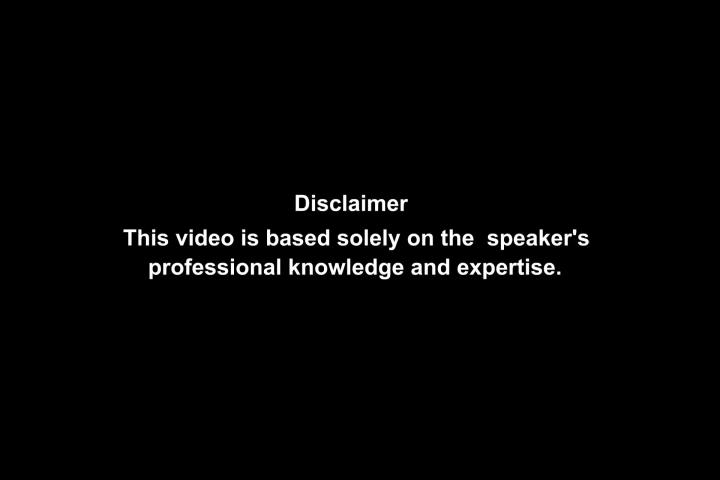 Disclaimer
This video is based solely on the  speaker's
professional knowledge and expertise.